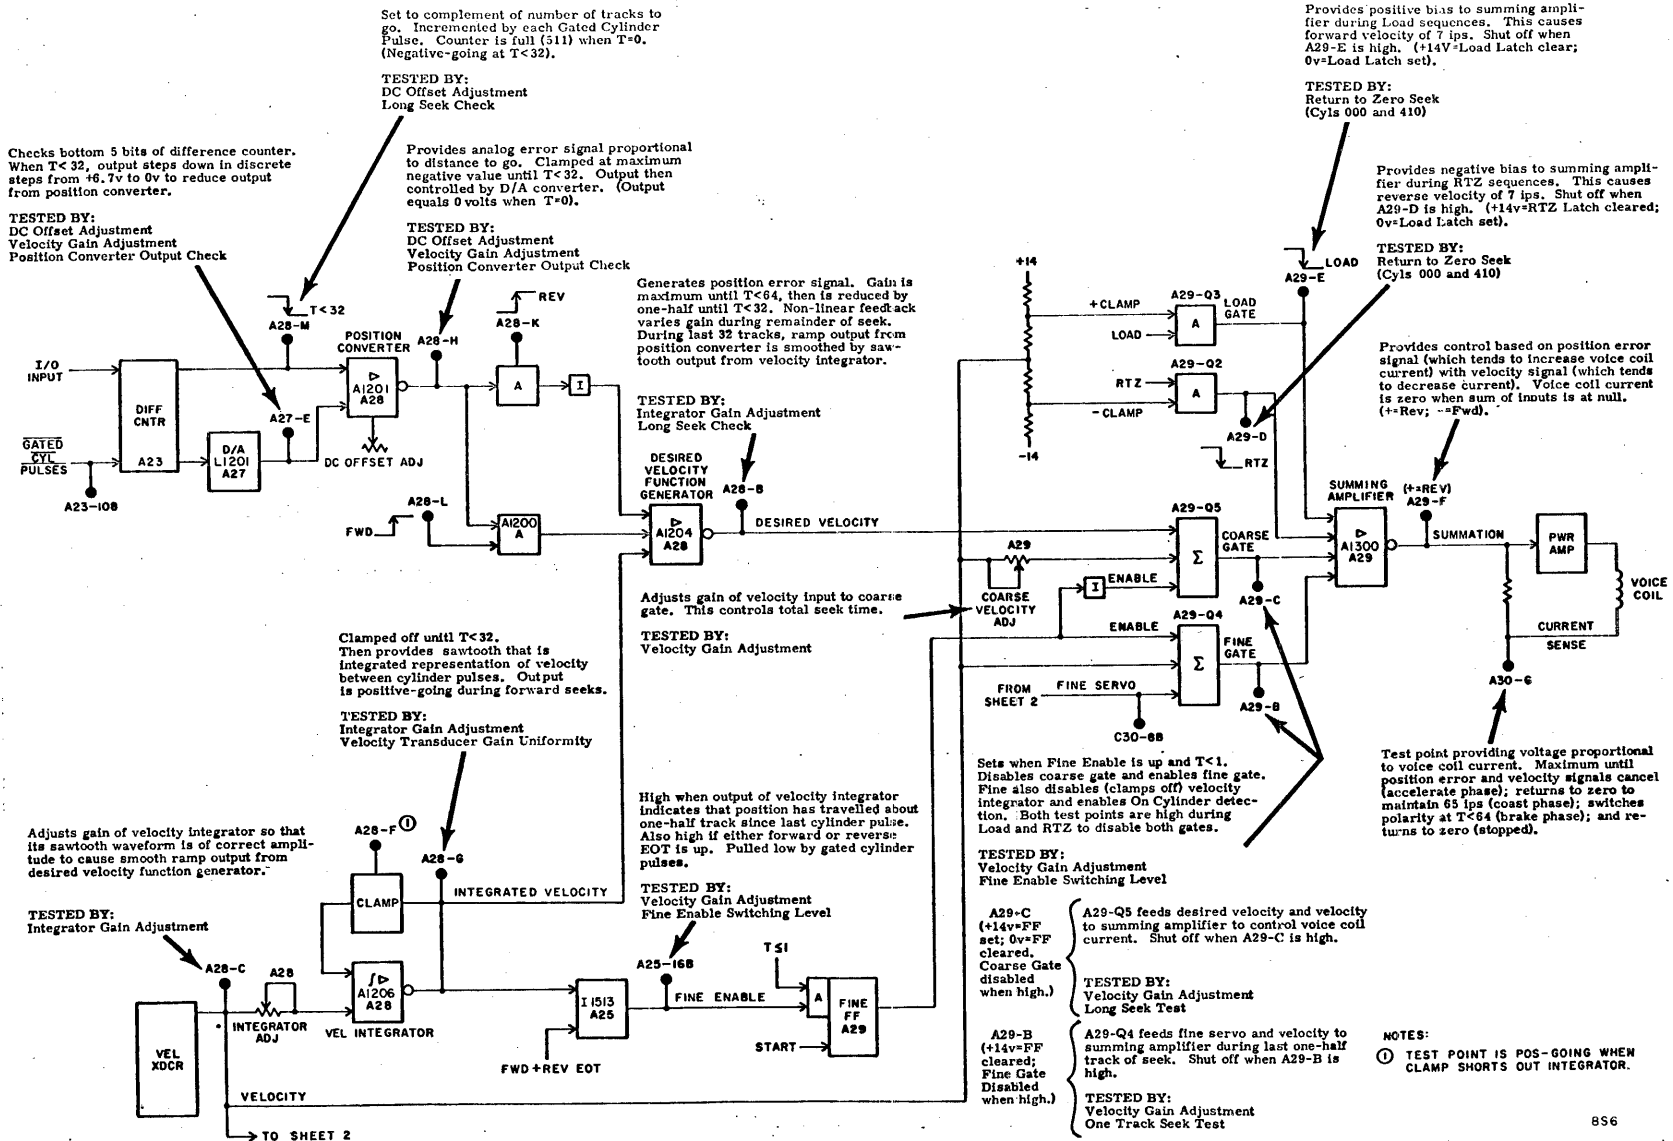 Set to complement of number of tracks to
go. Incremented by each Gated Cylinder
Pulse. Counter is full (511) when T=0.
(Negative-going at T<32).
TESTED BY:
DC Offset Adjustment
Long Seek Check
Provides positive bias to summing ampli-
fier during Load sequences. This causes
forward velocity of 7 ips. Shut off when
A29-E is high. (+14V=Load Latch clear;
0v=Load Latch set).
TESTED BY:
Return to Zero Seek
(Cyls 000 and 410)
Checks bottom 5 bits of difference counter.
When T< 32, output steps down in discrete
steps from +6.7v to 0v to reduce output
from position converter.
TESTED BY:
DC Offset Adjustment
Velocity Gain Adjustment
Position Converter Output Check
Provides analog error signal proportional
to distance to go. Clamped at maximum
negative value until T<32. Output then
controlled by D/A converter. (Output
equals 0 volts when T=0).
TESTED BY:
DC Offset Adjustment
Velocity Gain Adjustment
Position Converter Output Check
Provides negative bias to summing ampli-
fier during RTZ sequences. This causes
reverse velocity of 7 ips. Shut off when
A29-D is high. (+14v=RTZ Latch cleared;
0v=Load Latch set).
TESTED BY:
Return to Zero Seek
(Cyls 000 and 410)
Generates position error signal. Gain is
maximum until T<64, then is reduced by
one-half until T<32. Non-linear feedback
varies gain during remainder of seek.
During last 32 tracks, ramp output from
position converter is smoothed by saw-
tooth output from velocity integrator.
TESTED BY:
Integrator Gain Adjustment
Long Seek Check
Provides control based on position error
signal (which tends to increase voice coil
current) with velocity signal (which tends
to decrease current). Voice coil current
is zero when sum of inputs is at null.
(+=Rev; -=Fwd).
T<32
A28-M
POSITION
CONVERTER
A28-H
REV
A28-K
I/O
INPUT
DIFF
CNTR
A23
GATED
CYL
PULSES
A23-10B
A27-E
D/A
L1201
A27
A1201
A28
DC OFFSET ADJ
A
I
A28-L
FWD
A1200
A
DESIRED
VELOCITY
FUNCTION
GENERATOR
A1204
A28
A28-B
DESIRED VELOCITY
+14
-14
+CLAMP
LOAD
A29-Q3
A
LOAD
GATE
LOAD
A29-E
A29-Q2
RTZ
A
-CLAMP
A29-D
RTZ
A29-Q5
Σ
COARSE
GATE
A29
COARSE
VELOCITY
ADJ
I
ENABLE
A29-C
A29-Q4
ENABLE
Σ
FINE
GATE
FROM
SHEET 2
FINE SERVO
A29-B
C30-8B
SUMMING
AMPLIFIER
A1300
A29
(+=REV)
A29-F
SUMMATION
PWR
AMP
VOICE
COIL
CURRENT
SENSE
A30-G
Adjusts gain of velocity input to coarse
gate. This controls total seek time.
TESTED BY:
Velocity Gain Adjustment
Clamped off until T<32.
Then provides sawtooth that is
integrated representation of velocity
between cylinder pulses. Output
is positive-going during forward seeks.
TESTED BY:
Integrator Gain Adjustment
Velocity Transducer Gain Uniformity
Adjusts gain of velocity integrator so that
its sawtooth waveform is of correct ampli-
tude to cause smooth ramp output from
desired velocity function generator.
TESTED BY:
Integrator Gain Adjustment
High when output of velocity integrator
indicates that position has travelled about
one-half track since last cylinder pulse.
Also high if either forward or reverse
EOT is up. Pulled low by gated cylinder
pulses.
TESTED BY:
Velocity Gain Adjustment
Fine Enable Switching Level
Sets when Fine Enable is up and T<1.
Disables coarse gate and enables fine gate.
Fine also disables (clamps off) velocity
integrator and enables On Cylinder detec-
tion. Both test points are high during
Load and RTZ to disable both gates.
TESTED BY:
Velocity Gain Adjustment
Fine Enable Switching Level
Test point providing voltage proportional
to voice coil current. Maximum until
position error and velocity signals cancel
(accelerate phase); returns to zero to
maintain 65 ips (coast phase); switches
polarity at T<64 (brake phase); and re-
turns to zero (stopped).
A28-F ①
CLAMP
A28-G
INTEGRATED VELOCITY
A28-C
A28
INTEGRATOR
ADJ
∫
A1206
A28
VEL INTEGRATOR
VEL
XDCR
VELOCITY
TO SHEET 2
I1513
A25
FWD+REV EOT
A25-16B
FINE ENABLE
T≤1
A
FINE
FF
A29
START
A29-C
(+14v=FF
set; 0v=FF
cleared.
Coarse Gate
disabled
when high.)
A29-Q5 feeds desired velocity and velocity
to summing amplifier to control voice coil
current. Shut off when A29-C is high.
TESTED BY:
Velocity Gain Adjustment
Long Seek Test
A29-B
(+14v=FF
cleared;
Fine Gate
Disabled
when high.)
A29-Q4 feeds fine servo and velocity to
summing amplifier during last one-half
track of seek. Shut off when A29-B is
high.
TESTED BY:
Velocity Gain Adjustment
One Track Seek Test
NOTES:
① TEST POINT IS POS-GOING WHEN
CLAMP SHORTS OUT INTEGRATOR.
8S6